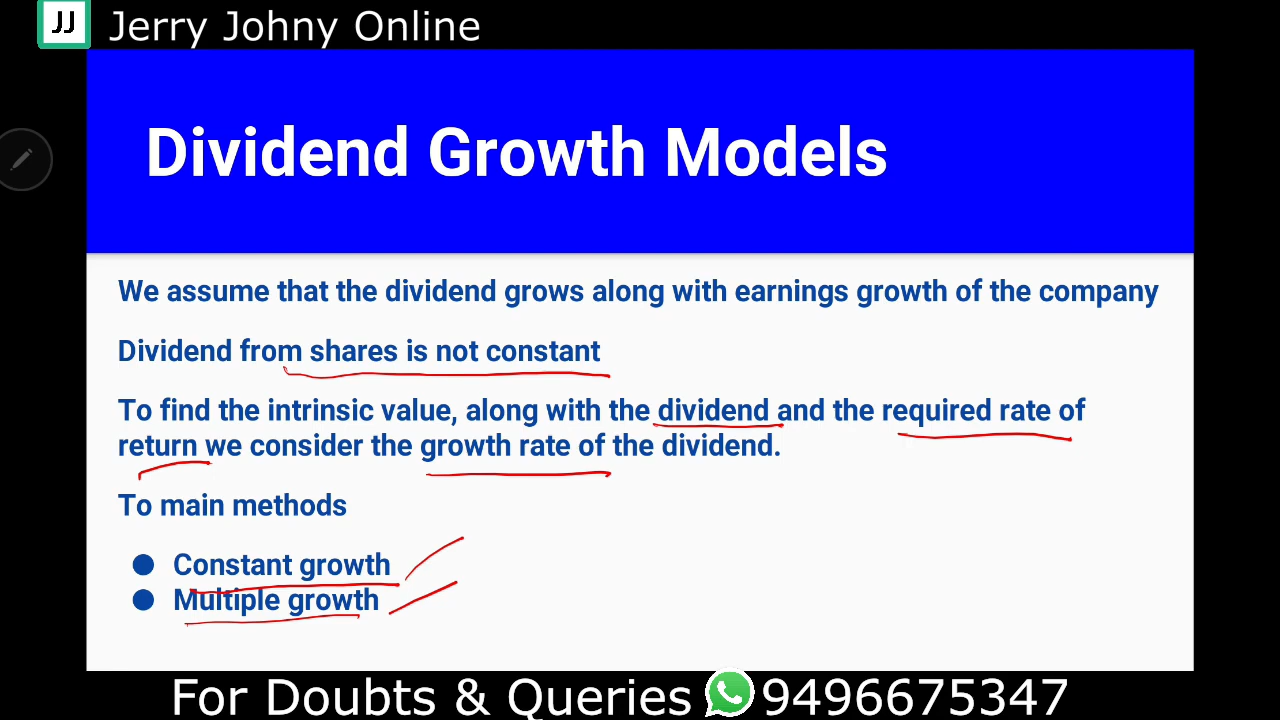 JJ Jerry Johny Online
Dividend Growth Models
We assume that the dividend grows along with earnings growth of the company
Dividend from shares is not constant
To find the intrinsic value, along with the dividend and the required rate of
return we consider the growth rate of the dividend.
To main methods
● Constant growth
● Multiple growth
For Doubts & Queries 9496675347